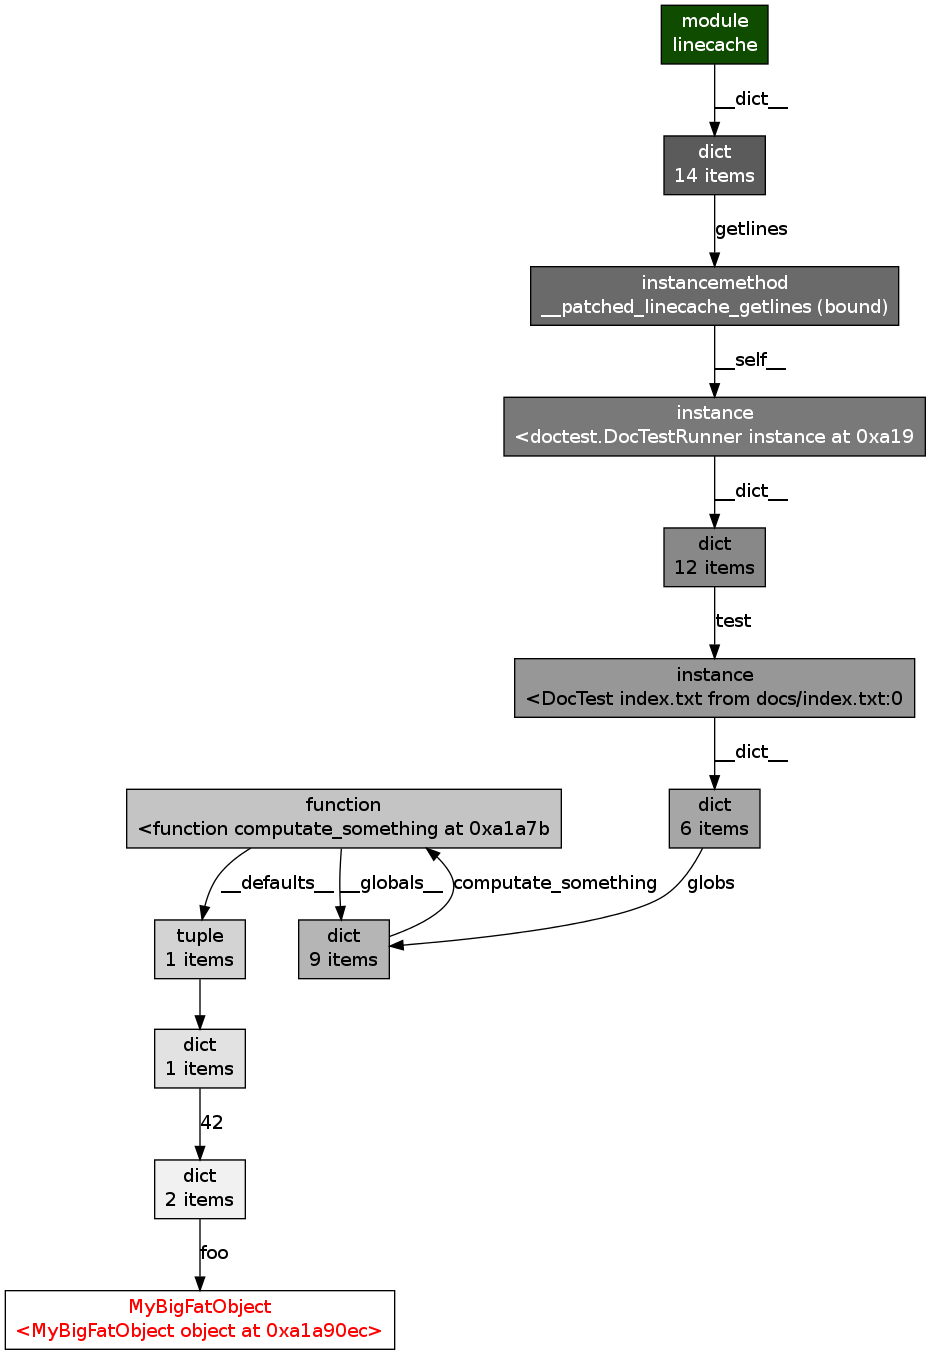 module
linecache
__dict__
dict
14 items
getlines
instancemethod
__patched_linecache_getlines (bound)
__self__
instance
<doctest.DocTestRunner instance at 0xa19
__dict__
dict
12 items
test
instance
<DocTest index.txt from docs/index.txt:0
__dict__
function
<function computate_something at 0xa1a7b
dict
6 items
__defaults__
__globals__
computate_something
globs
tuple
1 items
dict
9 items
dict
1 items
42
dict
2 items
foo
MyBigFatObject
<MyBigFatObject object at 0xa1a90ec>